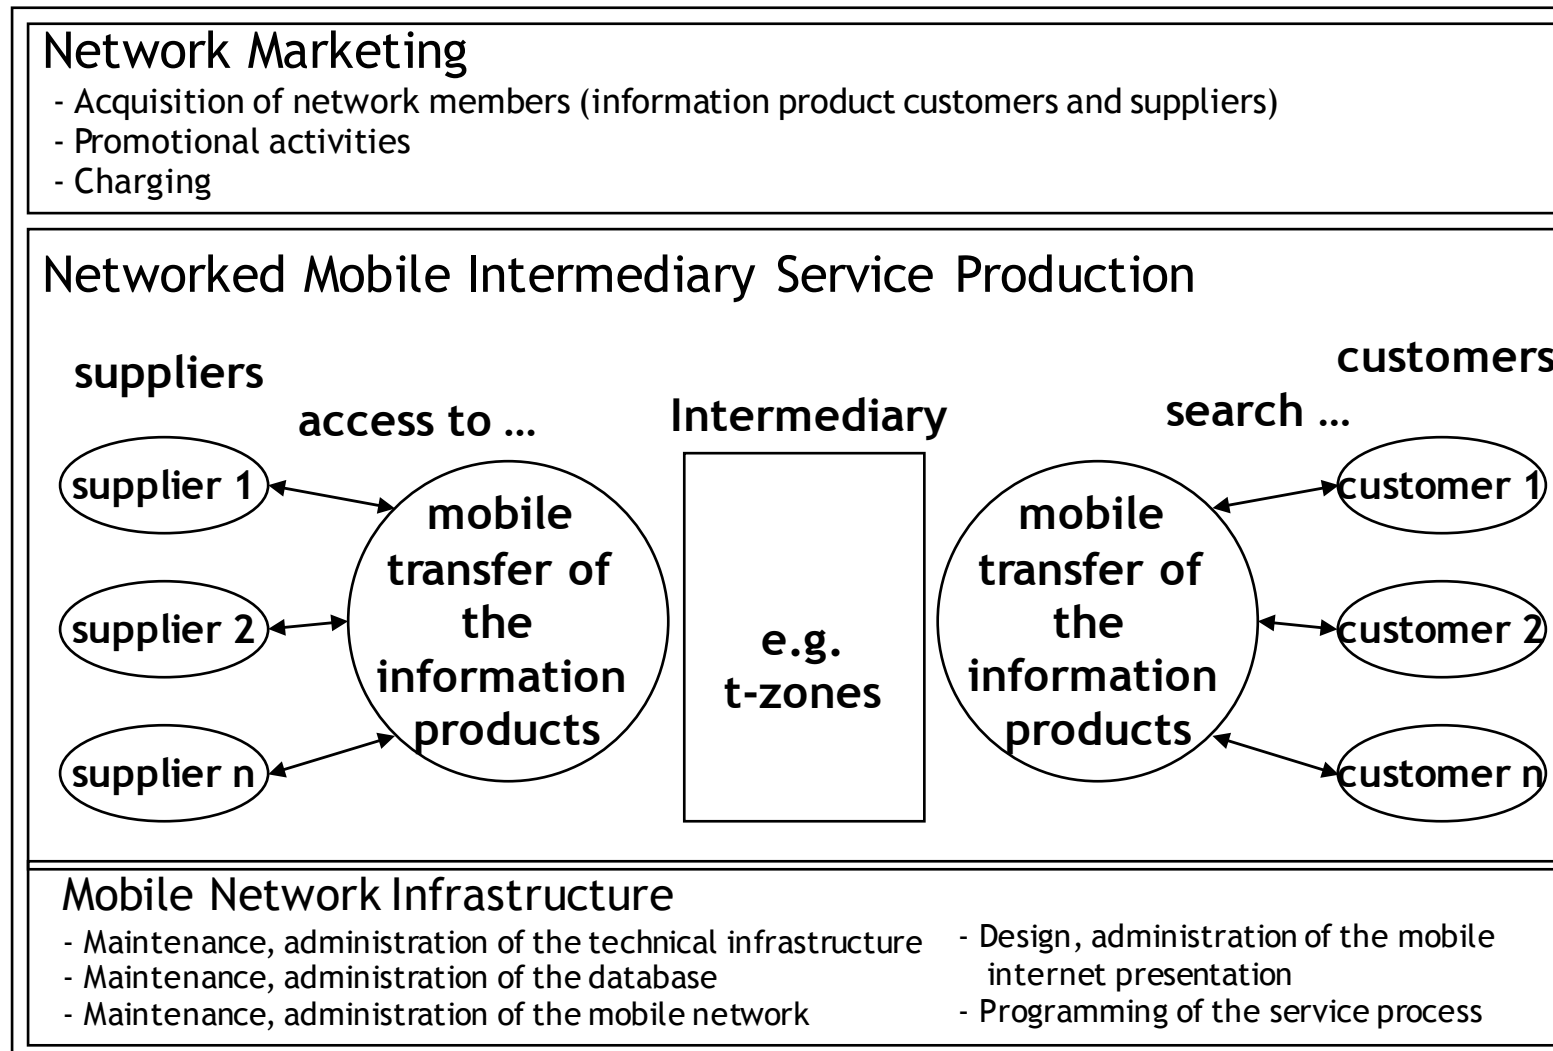 Network Marketing
- Acquisition of network members (information product customers and suppliers)
- Promotional activities
- Charging
Networked Mobile Intermediary Service Production
suppliers
customers
access to ...
Intermediary
search ...
supplier 1
supplier 2
supplier n
mobile
transfer of
the
information
products
e.g.
t-zones
mobile
transfer of
the
information
products
customer 1
customer 2
customer n
Mobile Network Infrastructure
- Maintenance, administration of the technical infrastructure
- Maintenance, administration of the database
- Maintenance, administration of the mobile network
- Design, administration of the mobile
internet presentation
- Programming of the service process